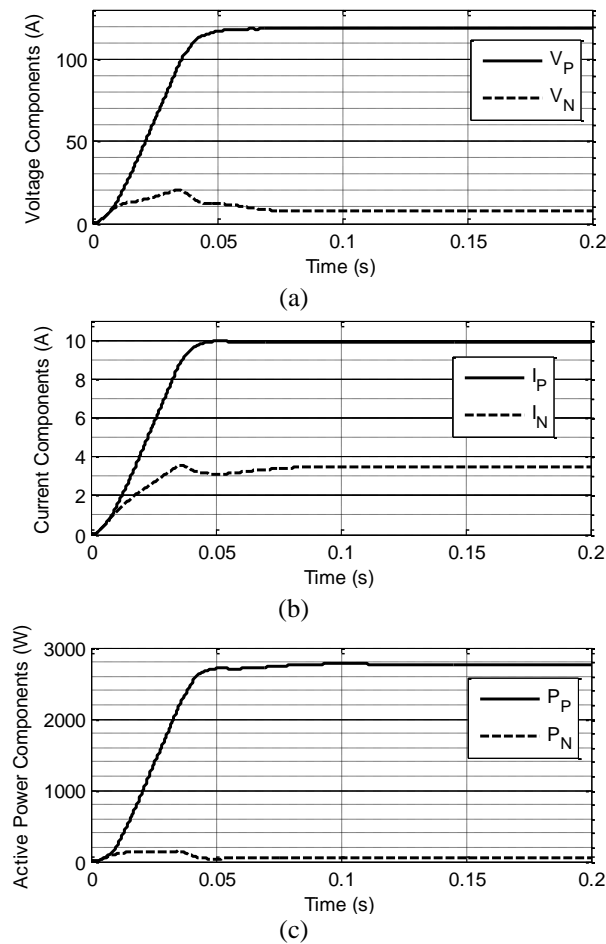 Voltage Components (A)
100
50
0
V_P
V_N
0 0.05 0.1 0.15 0.2
Time (s)
(a)
Current Components (A)
10
8
6
4
2
0
I_P
I_N
0 0.05 0.1 0.15 0.2
Time (s)
(b)
Active Power Components (W)
3000
2000
1000
0
P_P
P_N
0 0.05 0.1 0.15 0.2
Time (s)
(c)